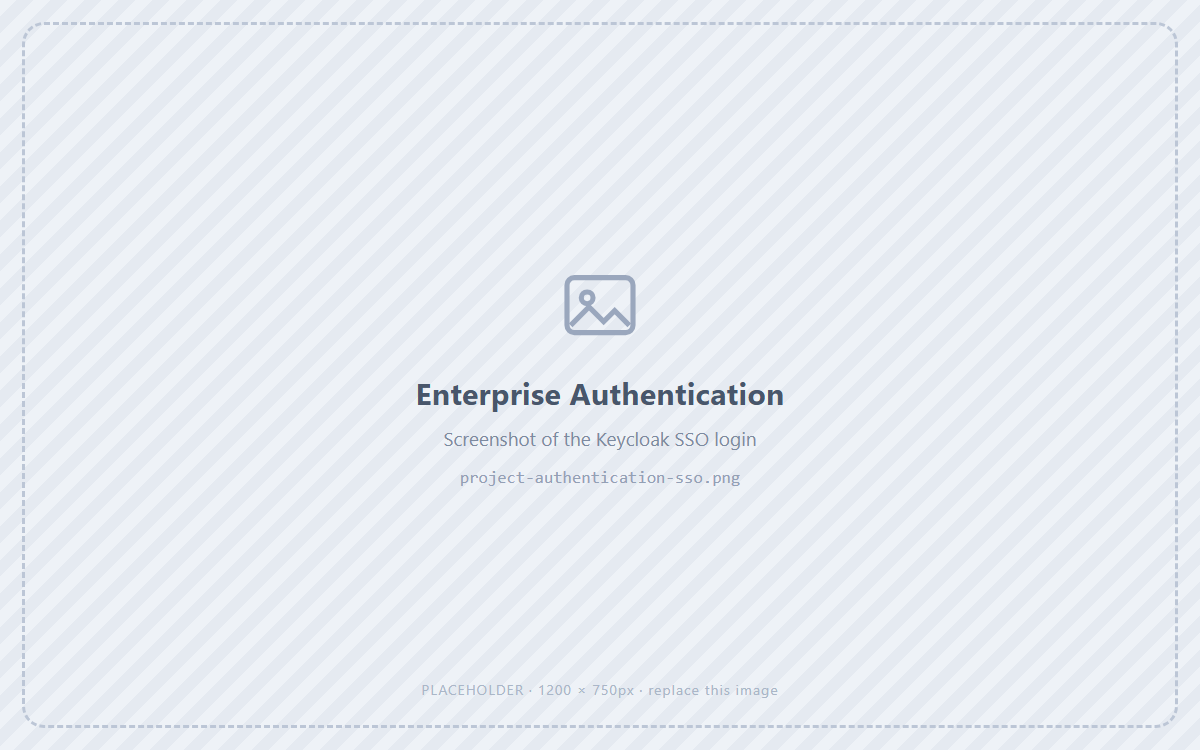 Enterprise Authentication
Screenshot of the Keycloak SSO login
project-authentication-sso.png
PLACEHOLDER · 1200 × 750px · replace this image